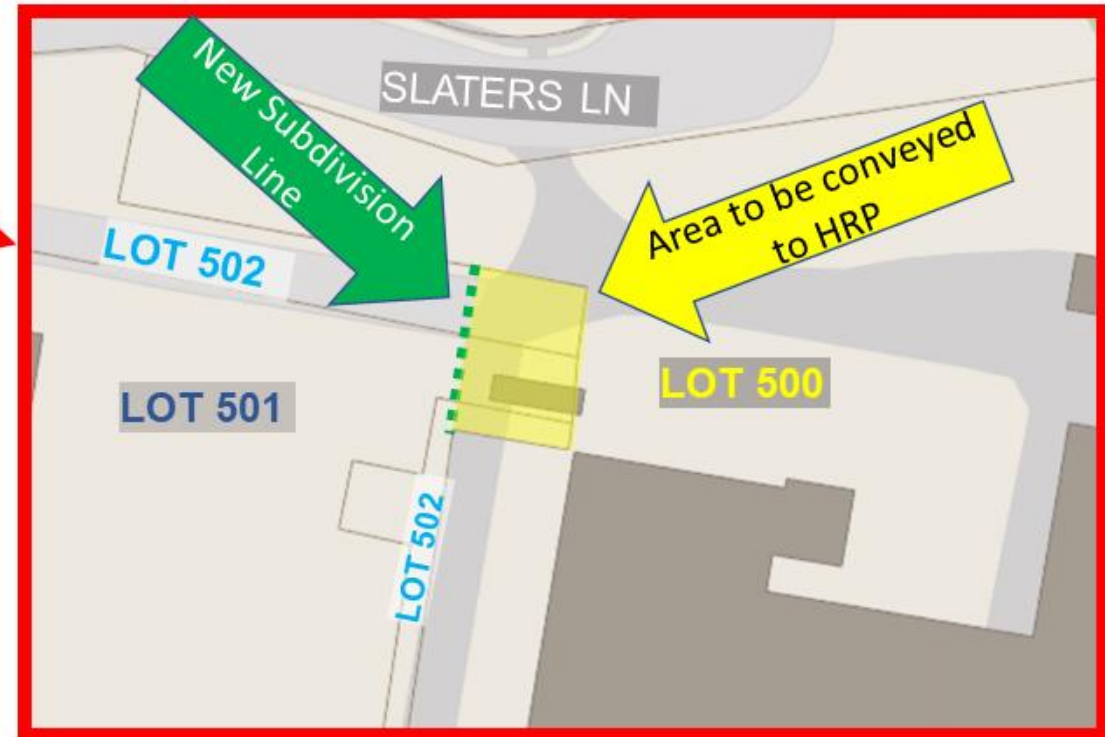 SLATERS LN
New Subdivision
Line
Area to be conveyed
to HRP
LOT 502
LOT 501
LOT 500
LOT 502